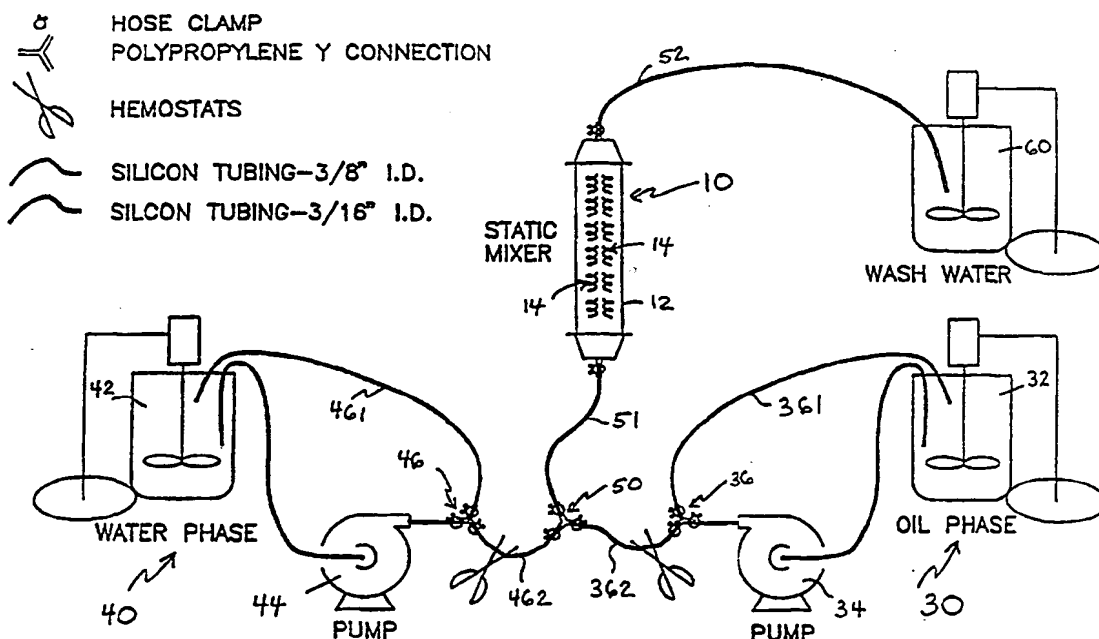 HOSE CLAMP
POLYPROPYLENE Y CONNECTION
HEMOSTATS
SILICON TUBING-3/8" I.D.
SILCON TUBING-3/16" I.D.
52
60
10
STATIC
MIXER
14
14
12
WASH WATER
42
461
51
361
32
46
50
36
WATER PHASE
OIL PHASE
40
44
462
362
34
30
PUMP
PUMP